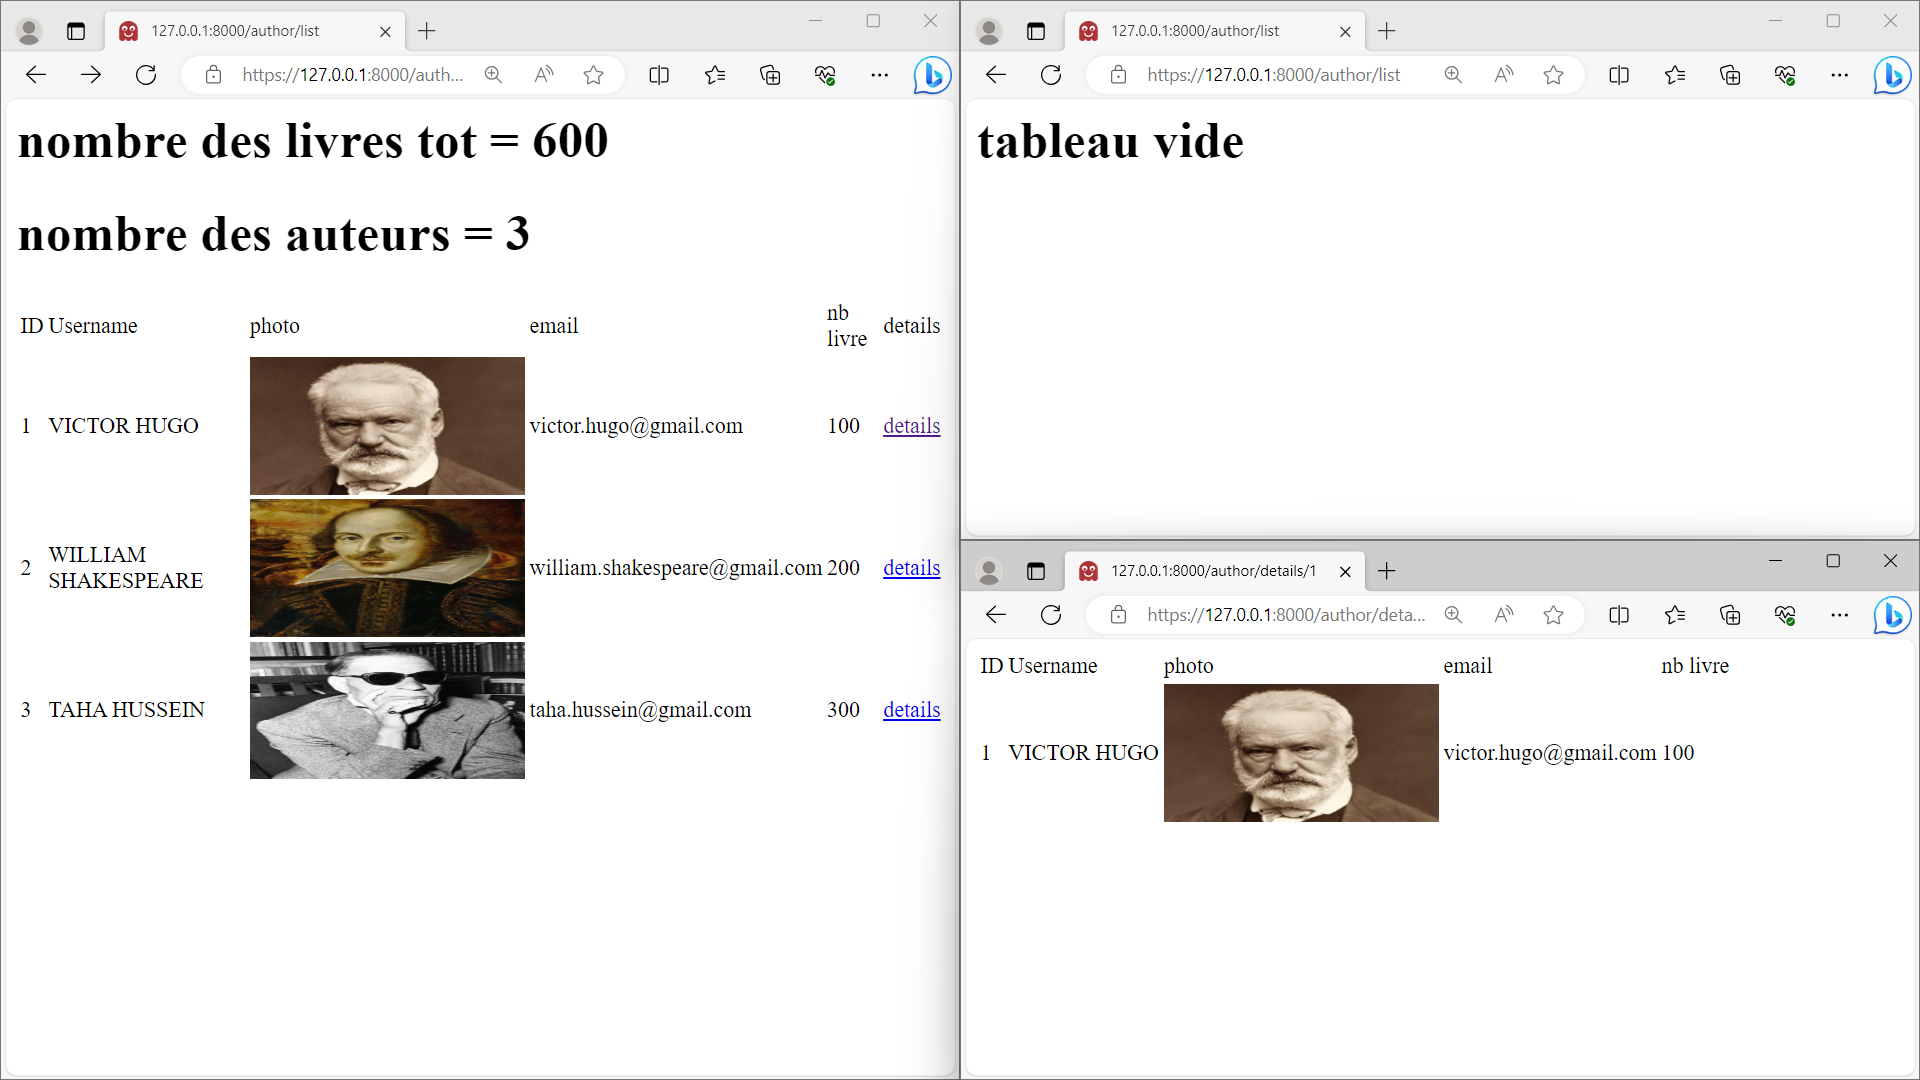 127.0.0.1:8000/author/list
https://127.0.0.1:8000/auth...
nombre des livres tot = 600
nombre des auteurs = 3
ID Username photo email nb livre details
1 VICTOR HUGO victor.hugo@gmail.com 100 details
2 WILLIAM SHAKESPEARE william.shakespeare@gmail.com 200 details
3 TAHA HUSSEIN taha.hussein@gmail.com 300 details
127.0.0.1:8000/author/list
https://127.0.0.1:8000/author/list
tableau vide
127.0.0.1:8000/author/details/1
https://127.0.0.1:8000/author/deta...
ID Username photo email nb livre
1 VICTOR HUGO victor.hugo@gmail.com 100